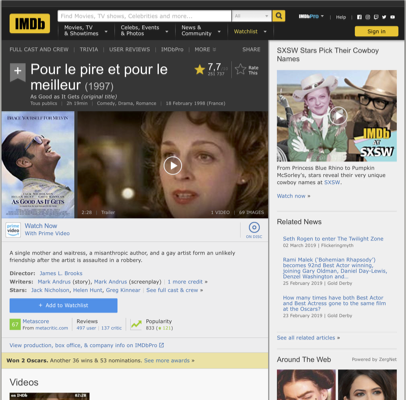 IMDb
Find Movies, TV shows, Celebrities and more...
All
IMDbPro
Help
Movies, TV
& Showtimes
Celebs, Events
& Photos
News &
Community
Watchlist
Sign in
FULL CAST AND CREW | TRIVIA | USER REVIEWS | IMDbPro | MORE
SHARE
Pour le pire et pour le
meilleur (1997)
As Good as It Gets (original title)
Tous publics | 2h 19min | Comedy, Drama, Romance | 18 February 1998 (France)
7,7
Rate
This
AS GOOD AS IT GETS
2:28 | Trailer
1 VIDEO | 64 IMAGES
prime video
Watch Now
With Prime Video
ON DISC
A single mother and waitress, a misanthropic author, and a gay artist form an unlikely
friendship after the artist is assaulted in a robbery.
Director: James L. Brooks
Writers: Mark Andrus (story), Mark Andrus (screenplay) | 1 more credit »
Stars: Jack Nicholson, Helen Hunt, Greg Kinnear | See full cast & crew »
+ Add to Watchlist
67
Metascore
From metacritic.com
Reviews
497 user | 137 critic
Popularity
View production, box office, & company info on IMDbPro
Won 2 Oscars. Another 36 wins & 53 nominations. See more awards »
Videos
SXSW Stars Pick Their Cowboy
Names
IMDb
AT
SXSW
From Princess Blue Rhino to Pumpkin
McSorley's, stars reveal their very unique
cowboy names at SXSW.
Watch now »
Related News
Seth Rogen to enter The Twilight Zone
02 March 2019 | Flickeringmyth
Rami Malek ('Bohemian Rhapsody')
becomes 92nd Best Actor winner,
joining Gary Oldman, Daniel Day-Lewis,
Denzel Washington
25 February 2019 | Gold Derby
How many times have both Best Actor
and Best Actress gone to the same film
at the Oscars?
23 February 2019 | Gold Derby
See all related articles »
Around The Web
Powered by ZergNet